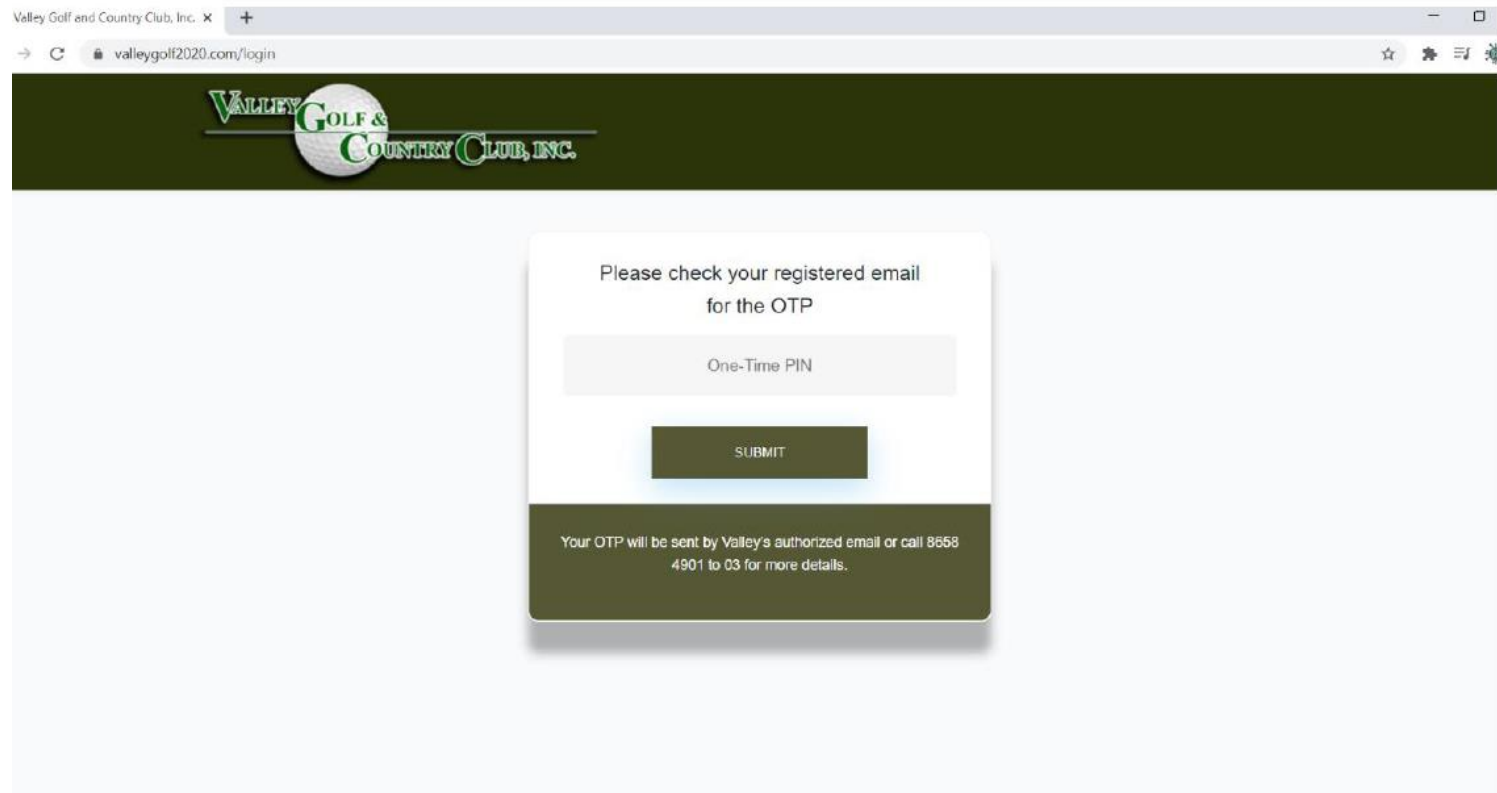 Valley Golf and Country Club, Inc.
valleygolf2020.com/login
VALLEY GOLF &
COUNTRY CLUB, INC.
Please check your registered email
for the OTP
One-Time PIN
SUBMIT
Your OTP will be sent by Valley's authorized email or call 8658
4901 to 03 for more details.